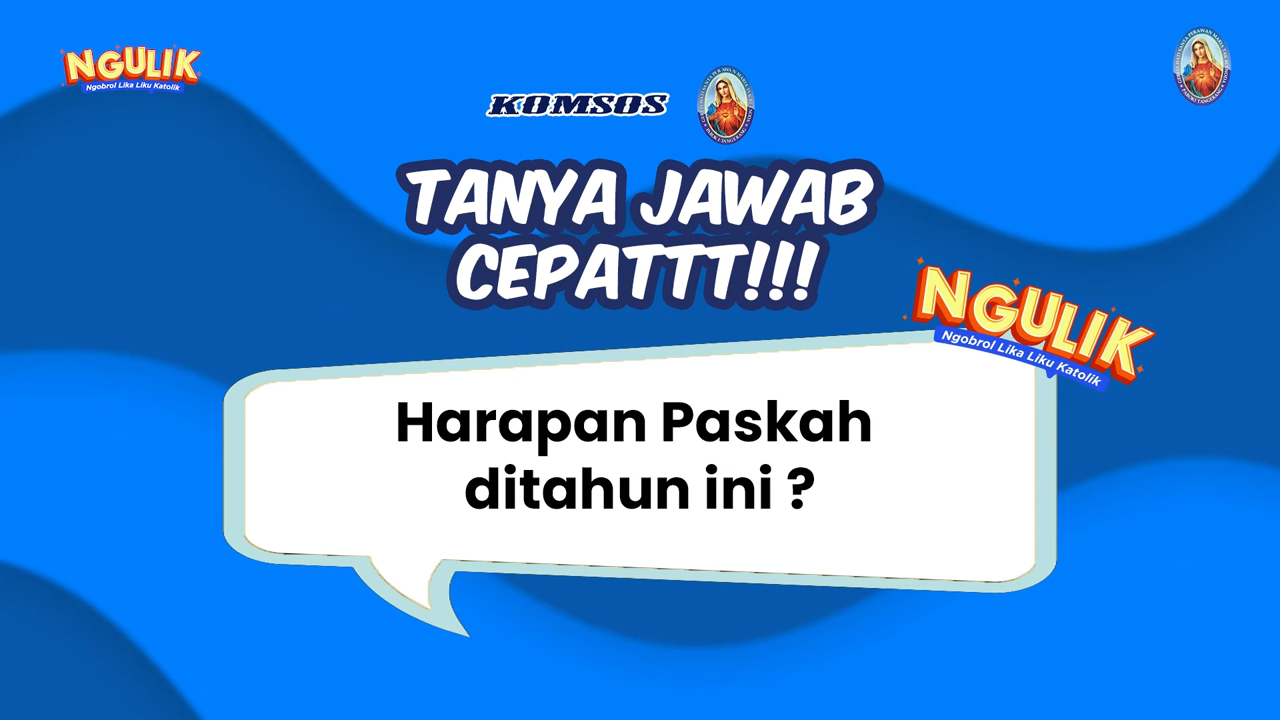 NGULIK
Ngobrol Lika Liku Katolik
KOMSOS
TANYA JAWAB
CEPATTT!!!
NGULIK
Ngobrol Lika Liku Katolik
Harapan Paskah
ditahun ini ?